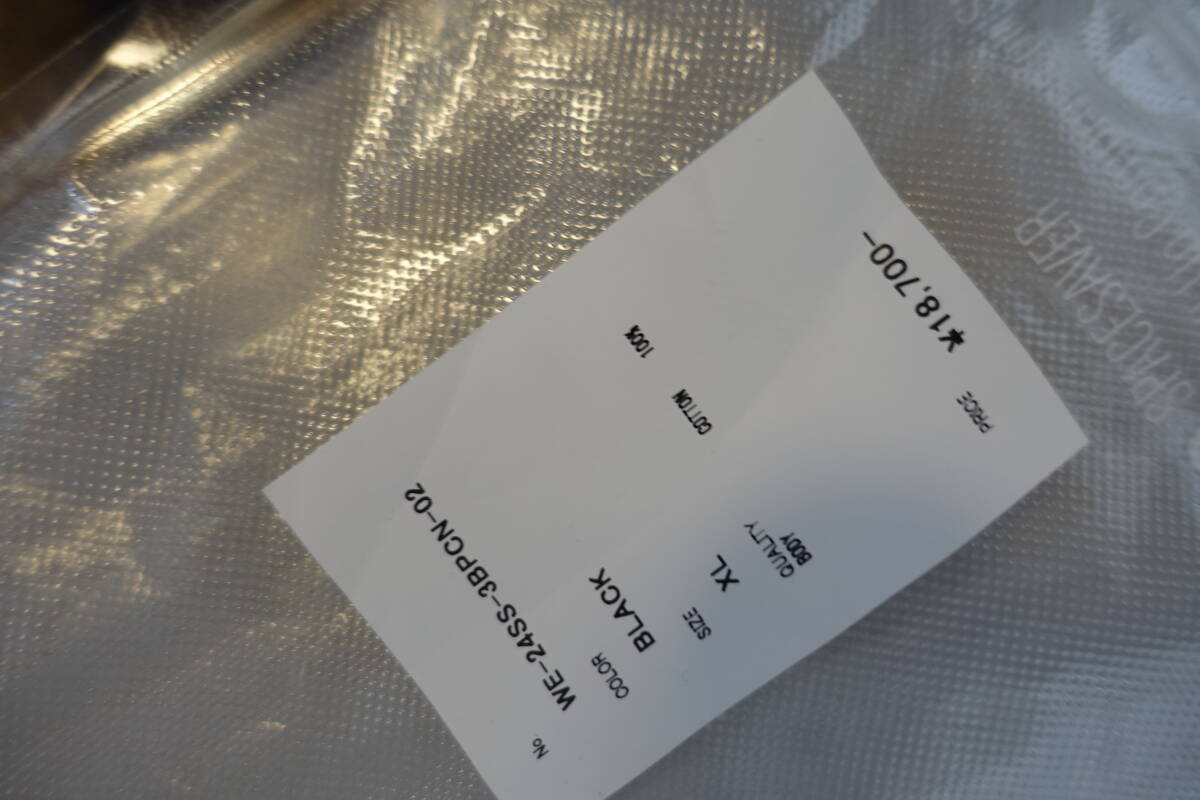 No.
WE-24SS-3BPCN-02
COLOR
BLACK
SIZE
XL
QUALITY
BODY
COTTON 100%
PRICE
¥18,700-
SPACESAVER